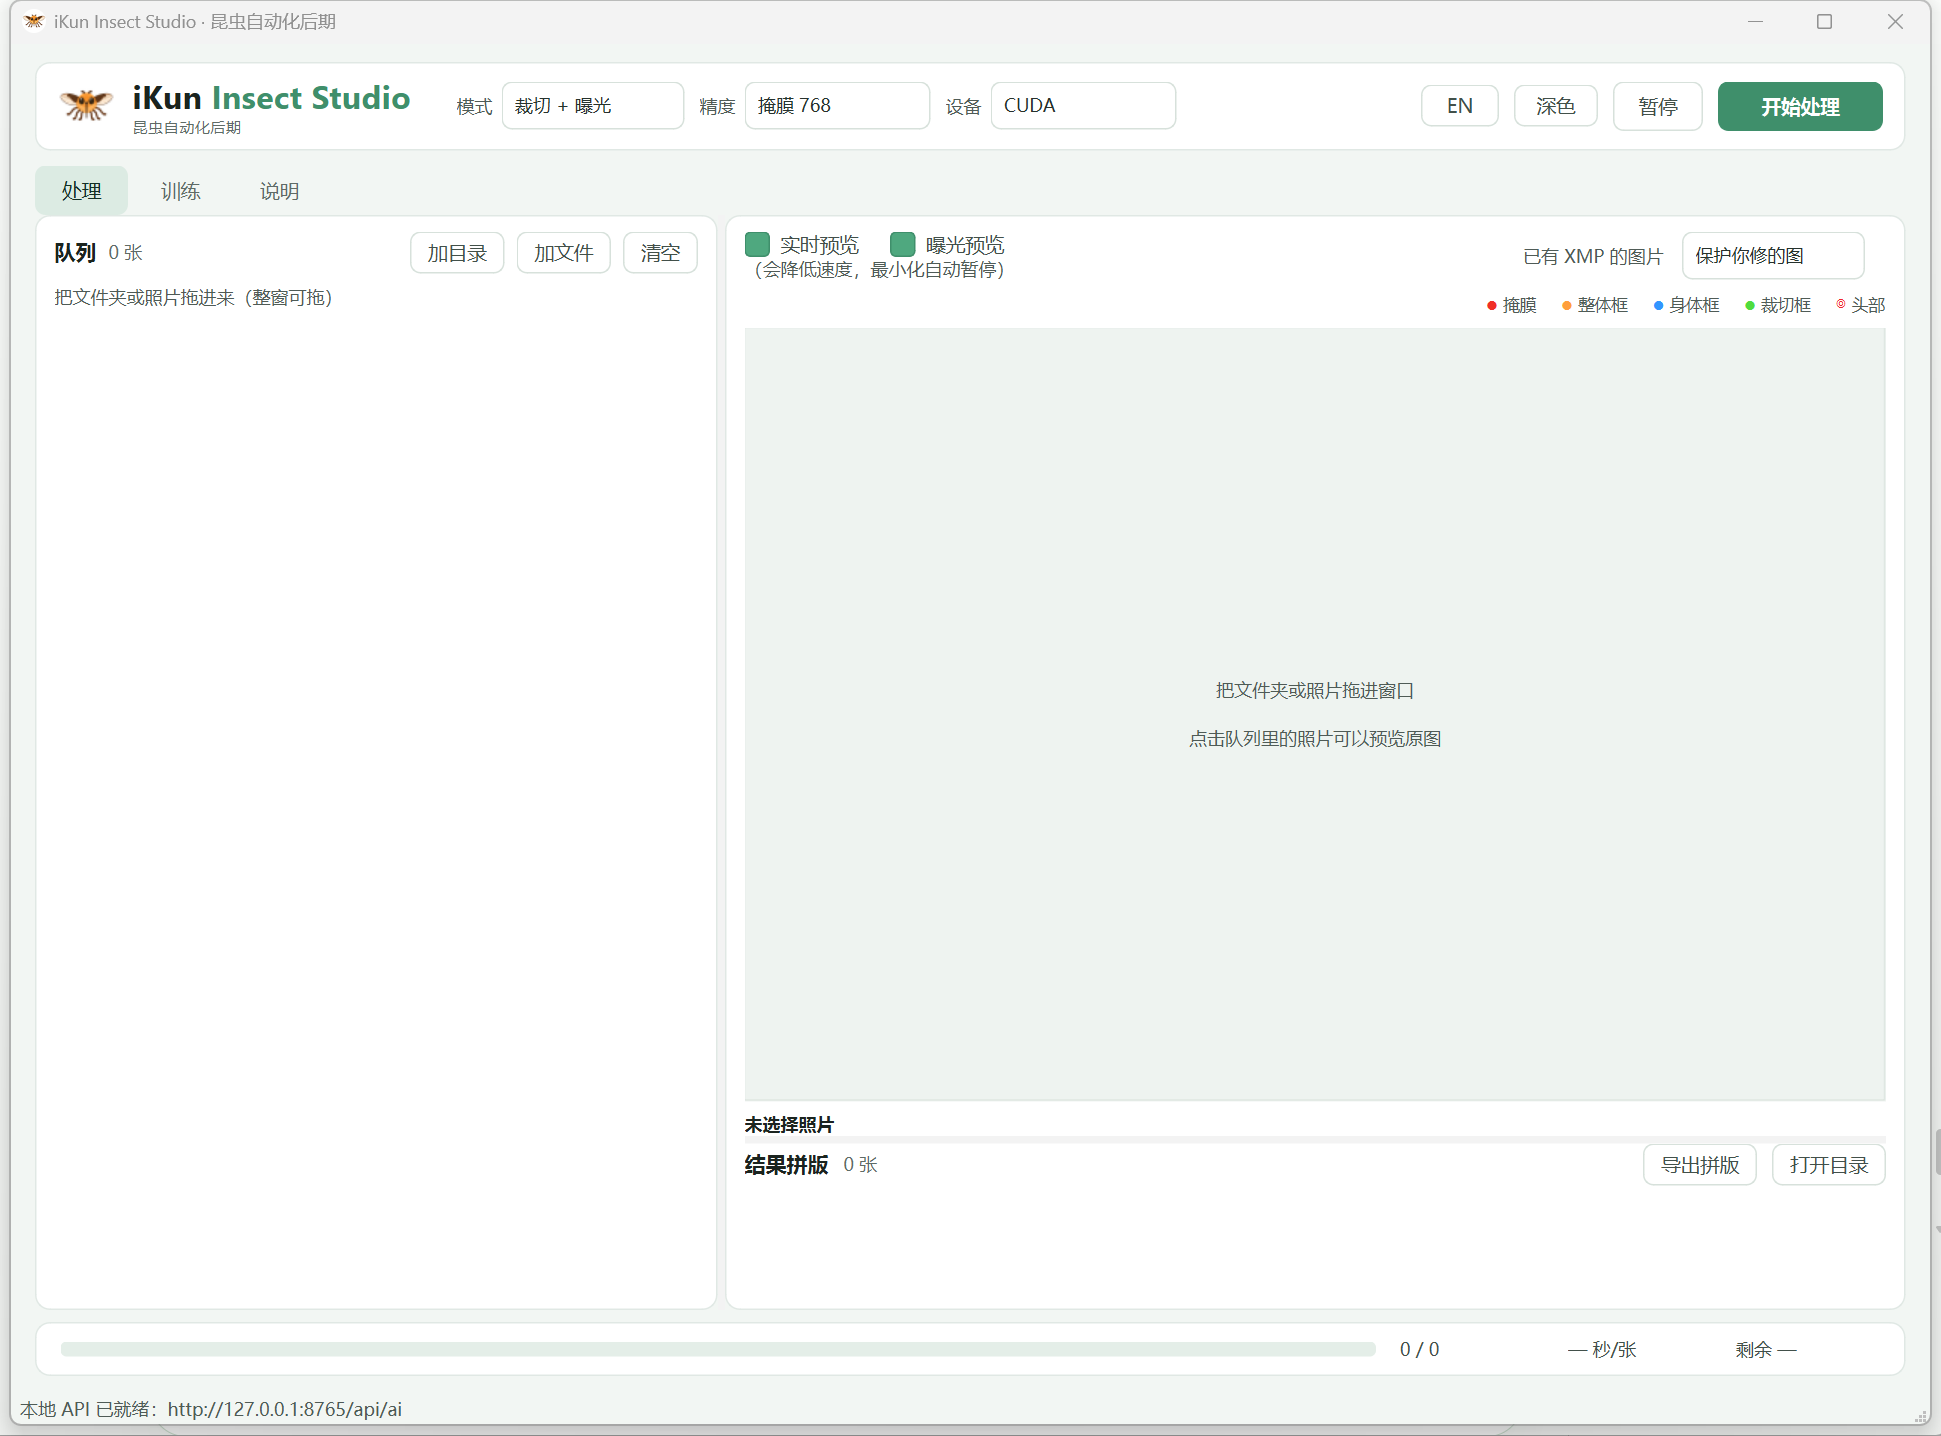 iKun Insect Studio · 昆虫自动化后期
iKun Insect Studio
昆虫自动化后期
模式 裁切 + 曝光 精度 掩膜 768 设备 CUDA EN 深色 暂停 开始处理
处理 训练 说明
队列 0 张 加目录 加文件 清空
把文件夹或照片拖进来（整窗可拖）
实时预览 曝光预览
（会降低速度，最小化自动暂停）
已有 XMP 的图片 保护你修的图
掩膜 整体框 身体框 裁切框 头部
把文件夹或照片拖进窗口
点击队列里的照片可以预览原图
未选择照片
结果拼版 0 张 导出拼版 打开目录
0 / 0 — 秒/张 剩余 —
本地 API 已就绪：http://127.0.0.1:8765/api/ai